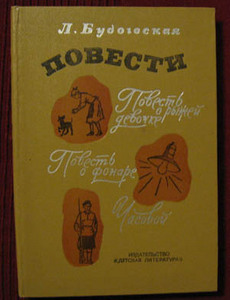 Л. Будогоская
ПОВЕСТИ
Повесть
о рыжей
девочке
Повесть
о фонаре
Часовой
ИЗДАТЕЛЬСТВО
«ДЕТСКАЯ ЛИТЕРАТУРА»